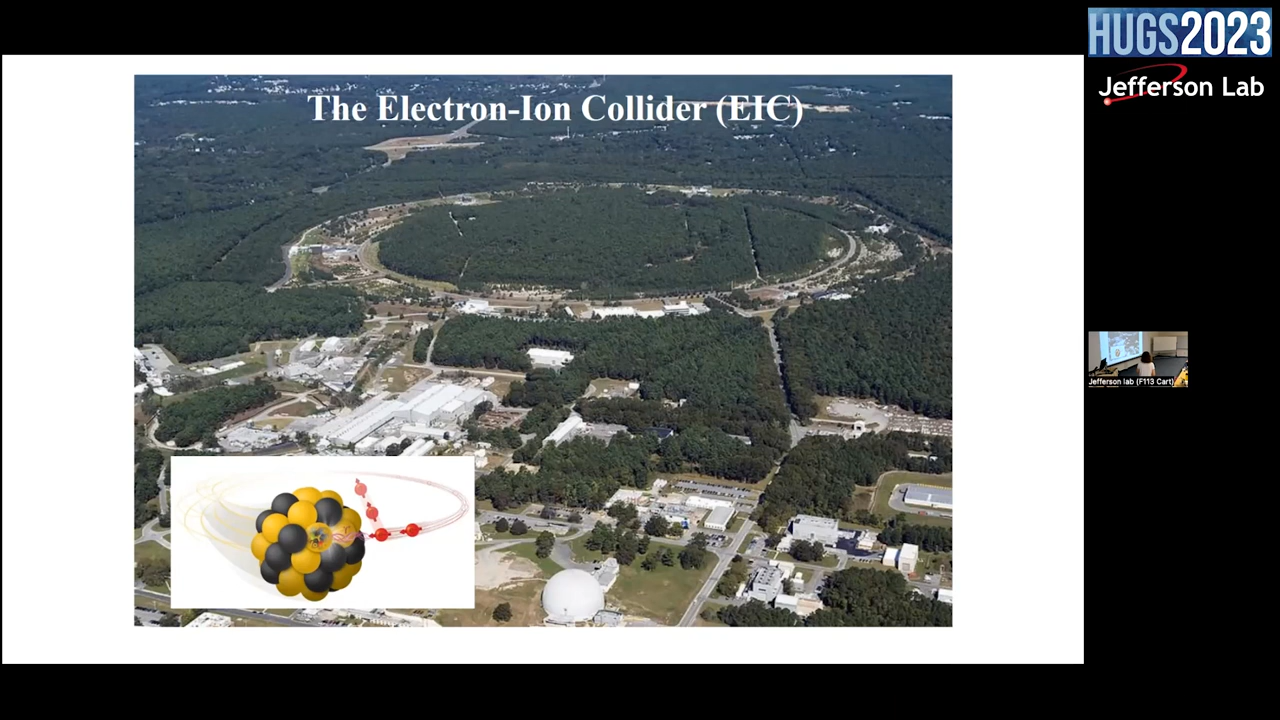 The Electron-Ion Collider (EIC)
HUGS2023
Jefferson Lab
Jefferson lab (F113 Cart)